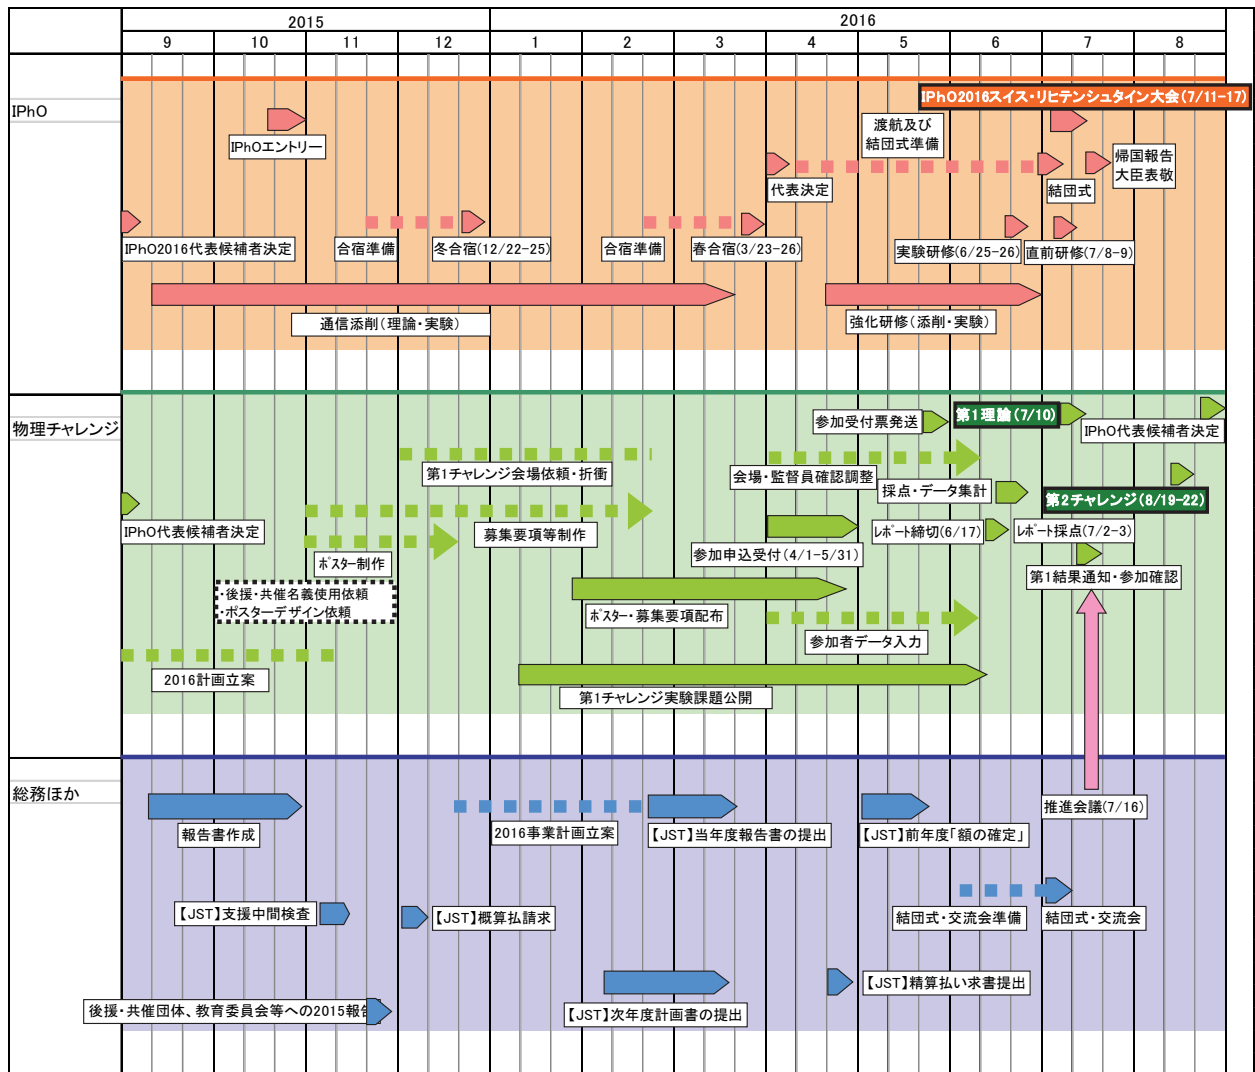 2015
2016
9
10
11
12
1
2
3
4
5
6
7
8
IPhO
IPhO2016スイス・リヒテンシュタイン大会(7/11-17)
IPhOエントリー
渡航及び
結団式準備
代表決定
結団式
帰国報告
大臣表敬
IPhO2016代表候補者決定
合宿準備
冬合宿(12/22-25)
合宿準備
春合宿(3/23-26)
実験研修(6/25-26)
直前研修(7/8-9)
通信添削(理論・実験)
強化研修(添削・実験)
物理チャレンジ
参加受付票発送
第1理論(7/10)
IPhO代表候補者決定
第1チャレンジ会場依頼・折衝
会場・監督員確認調整
採点・データ集計
第2チャレンジ(8/19-22)
IPhO代表候補者決定
募集要項等制作
レポート締切(6/17)
レポート採点(7/2-3)
ポスター制作
参加申込受付(4/1-5/31)
第1結果通知・参加確認
・後援・共催名義使用依頼
・ポスターデザイン依頼
ポスター・募集要項配布
参加者データ入力
2016計画立案
第1チャレンジ実験課題公開
総務ほか
推進会議(7/16)
報告書作成
2016事業計画立案
【JST】当年度報告書の提出
【JST】前年度「額の確定」
【JST】支援中間検査
【JST】概算払請求
結団式・交流会準備
結団式・交流会
【JST】精算払い求書提出
後援・共催団体、教育委員会等への2015報告
【JST】次年度計画書の提出